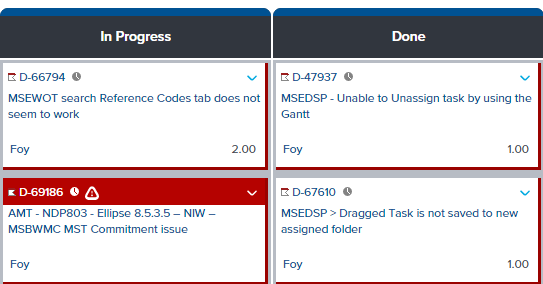 In Progress
Done
D-66794
MSEWOT search Reference Codes tab does not
seem to work
Foy
2.00
D-47937
MSEDSP - Unable to Unassign task by using the
Gantt
Foy
1.00
D-69186
AMT - NDP803 - Ellipse 8.5.3.5 – NIW –
MSBWMC MST Commitment issue
Foy
D-67610
MSEDSP > Dragged Task is not saved to new
assigned folder
Foy
1.00